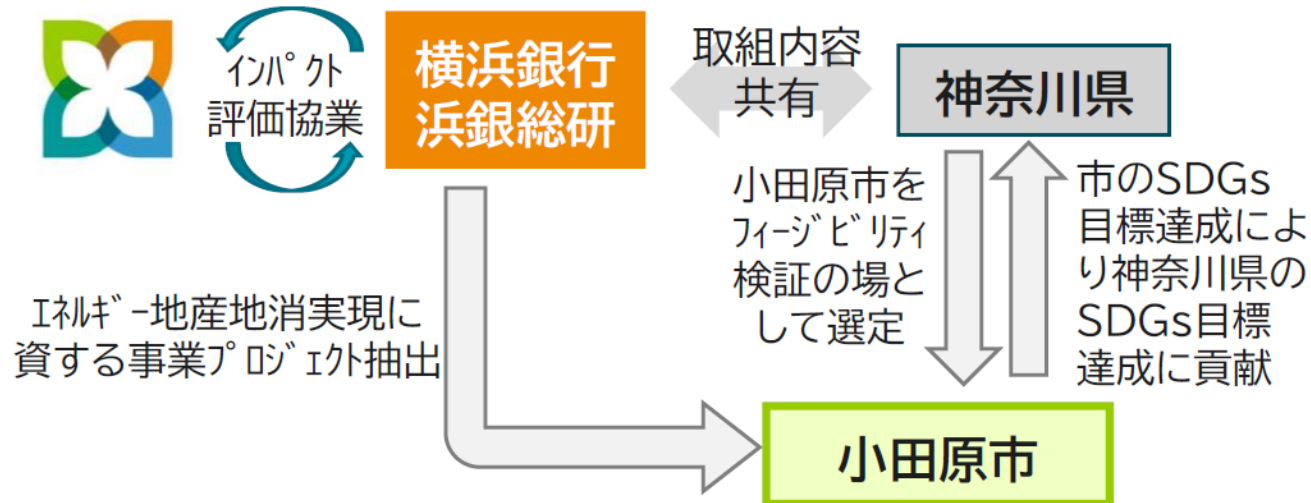 インパクト
評価協業
横浜銀行
浜銀総研
取組内容
共有
神奈川県
小田原市を
フィージビリティ
検証の場と
して選定
市のSDGs
目標達成によ
り神奈川県の
SDGs目標
達成に貢献
エネルギー地産地消実現に
資する事業プロジェクト抽出
小田原市